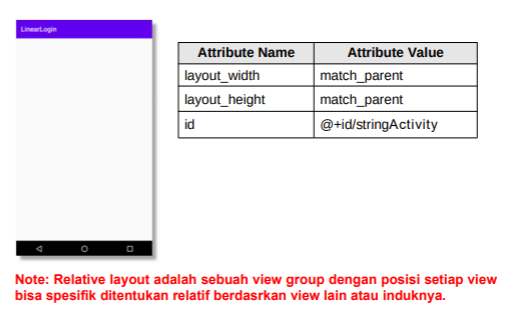 LinearLogin
Attribute Name Attribute Value
layout_width match_parent
layout_height match_parent
id @+id/stringActivity
Note: Relative layout adalah sebuah view group dengan posisi setiap view
bisa spesifik ditentukan relatif berdasrkan view lain atau induknya.